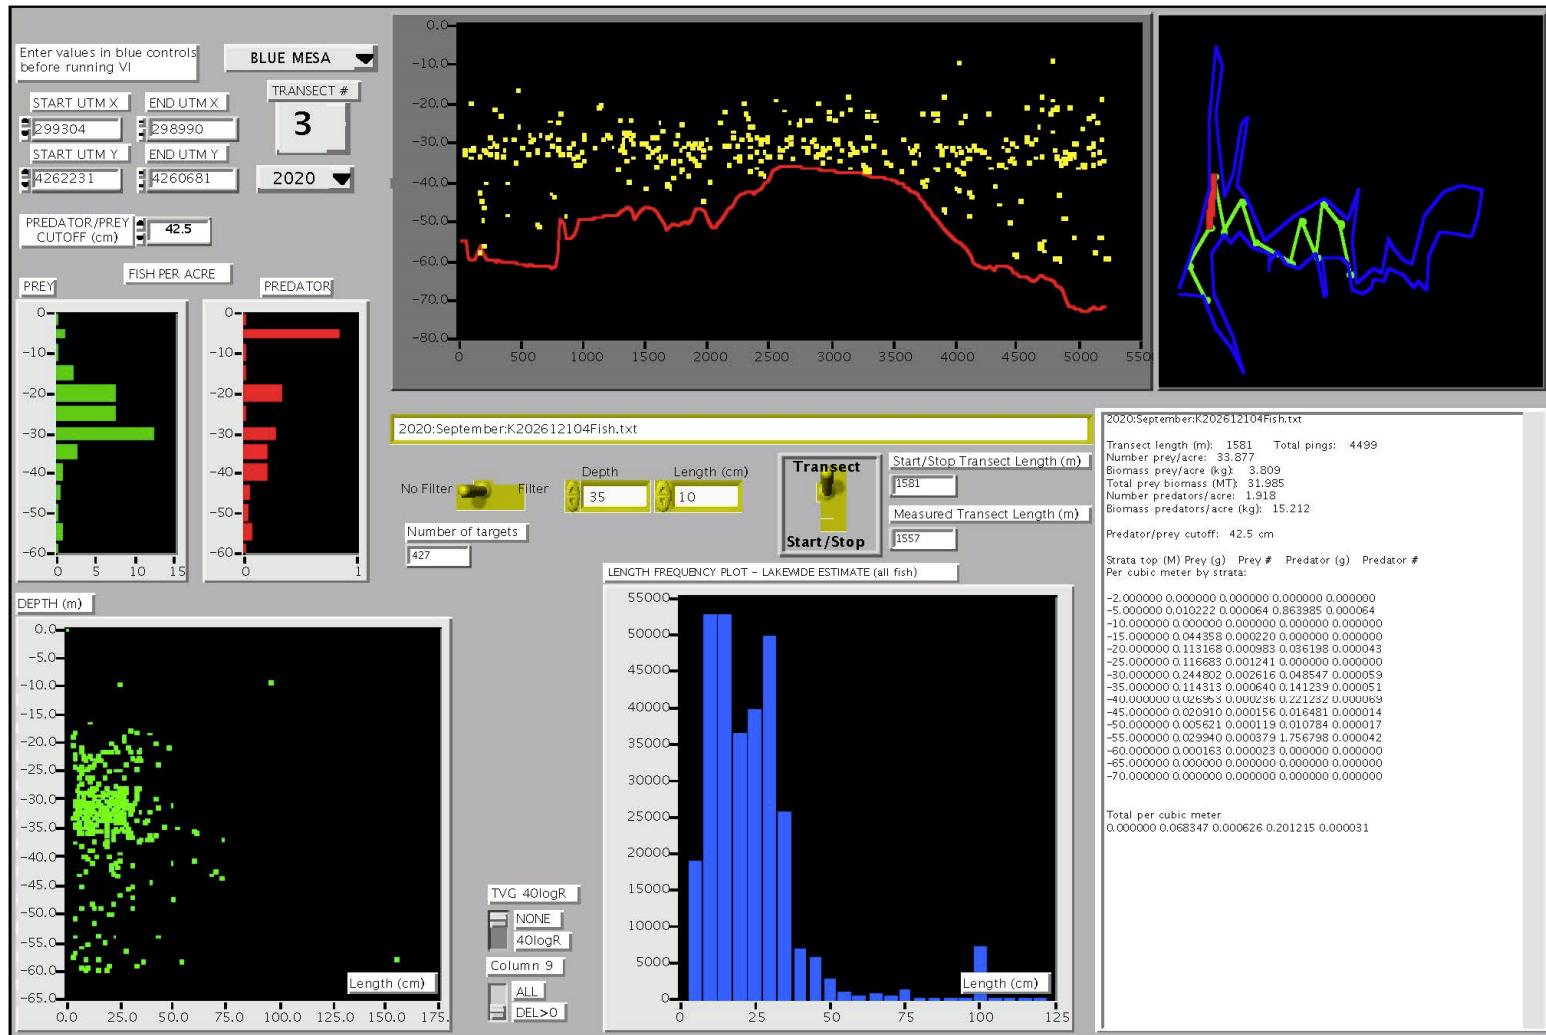 Enter values in blue controls
before running VI
BLUE MESA
TRANSECT #
3
START UTM X
END UTM X
299304
298990
START UTM Y
END UTM Y
4262231
4260681
2020
PREDATOR/PREY
CUTOFF (cm)
42.5
FISH PER ACRE
PREY
PREDATOR
0
-10
-20
-30
-40
-50
-60
0 5 10 15
0
-10
-20
-30
-40
-50
-60
0 1
0.0
-10.0
-20.0
-30.0
-40.0
-50.0
-60.0
-70.0
-80.0
0 500 1000 1500 2000 2500 3000 3500 4000 4500 5000 5500
2020:September:K202612104Fish.txt
No Filter
Filter
Depth
35
Length (cm)
10
Number of targets
427
Transect
Start/Stop
Start/Stop Transect Length (m)
1581
Measured Transect Length (m)
1557
DEPTH (m)
0.0
-5.0
-10.0
-15.0
-20.0
-25.0
-30.0
-35.0
-40.0
-45.0
-50.0
-55.0
-60.0
-65.0
0.0 25.0 50.0 75.0 100.0 125.0 150.0 175.
Length (cm)
TVG 40logR
NONE
40logR
Column 9
ALL
DEL>0
LENGTH FREQUENCY PLOT - LAKEWIDE ESTIMATE (all fish)
55000
50000
45000
40000
35000
30000
25000
20000
15000
10000
5000
0
0 25 50 75 100 125
Length (cm)
2020:September:K202612104Fish.txt
Transect length (m): 1581 Total pings: 4499
Number prey/acre: 33.877
Biomass prey/acre (kg): 3.809
Total prey biomass (MT): 31.985
Number predators/acre: 1.918
Biomass predators/acre (kg): 15.212
Predator/prey cutoff: 42.5 cm
Strata top (M) Prey (g) Prey # Predator (g) Predator #
Per cubic meter by strata:
-2.000000 0.000000 0.000000 0.000000 0.000000
-5.000000 0.010222 0.000064 0.863985 0.000064
-10.000000 0.000000 0.000000 0.000000 0.000000
-15.000000 0.044358 0.000220 0.000000 0.000000
-20.000000 0.113168 0.000983 0.036198 0.000043
-25.000000 0.116683 0.001241 0.000000 0.000000
-30.000000 0.244802 0.002616 0.048547 0.000059
-35.000000 0.114313 0.000640 0.141239 0.000051
-40.000000 0.026953 0.000236 0.221232 0.000069
-45.000000 0.020910 0.000156 0.016481 0.000014
-50.000000 0.005621 0.000119 0.010784 0.000017
-55.000000 0.029940 0.000379 1.756798 0.000042
-60.000000 0.000163 0.000023 0.000000 0.000000
-65.000000 0.000000 0.000000 0.000000 0.000000
-70.000000 0.000000 0.000000 0.000000 0.000000
Total per cubic meter
0.000000 0.068347 0.000626 0.201215 0.000031